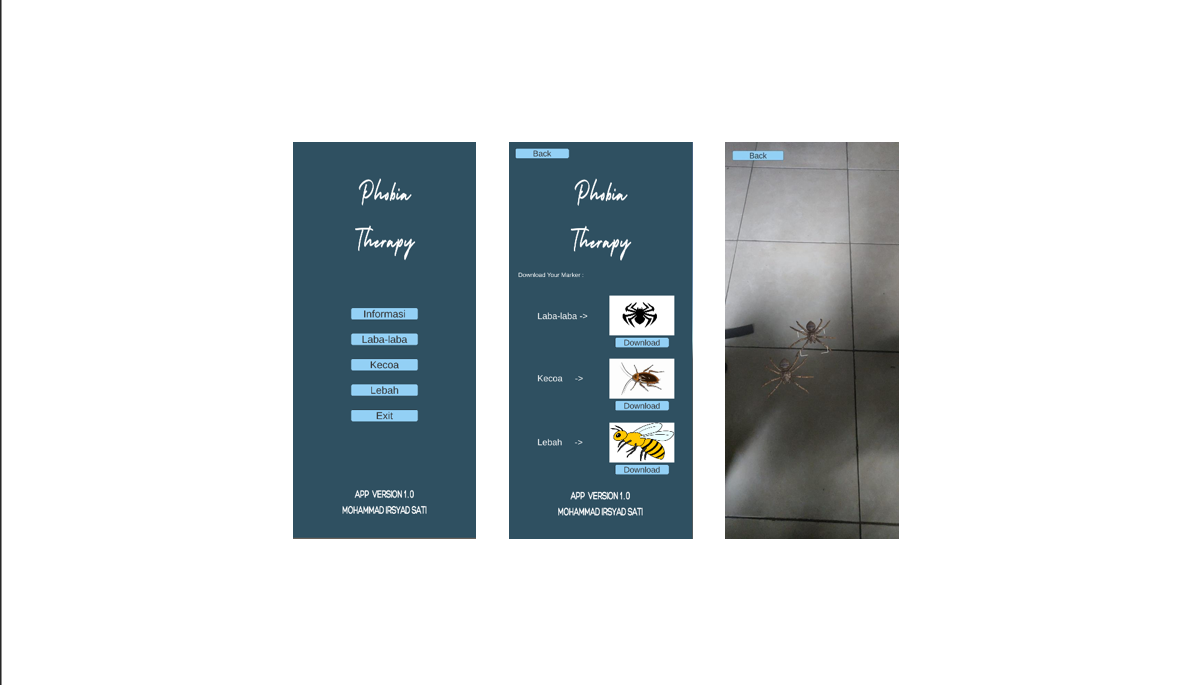 Phobia
Therapy
Informasi
Laba-laba
Kecoa
Lebah
Exit
APP VERSION 1.0
MOHAMMAD IRSYAD SATI
Back
Phobia
Therapy
Download Your Marker :
Laba-laba ->
Download
Kecoa ->
Download
Lebah ->
Download
APP VERSION 1.0
MOHAMMAD IRSYAD SATI
Back